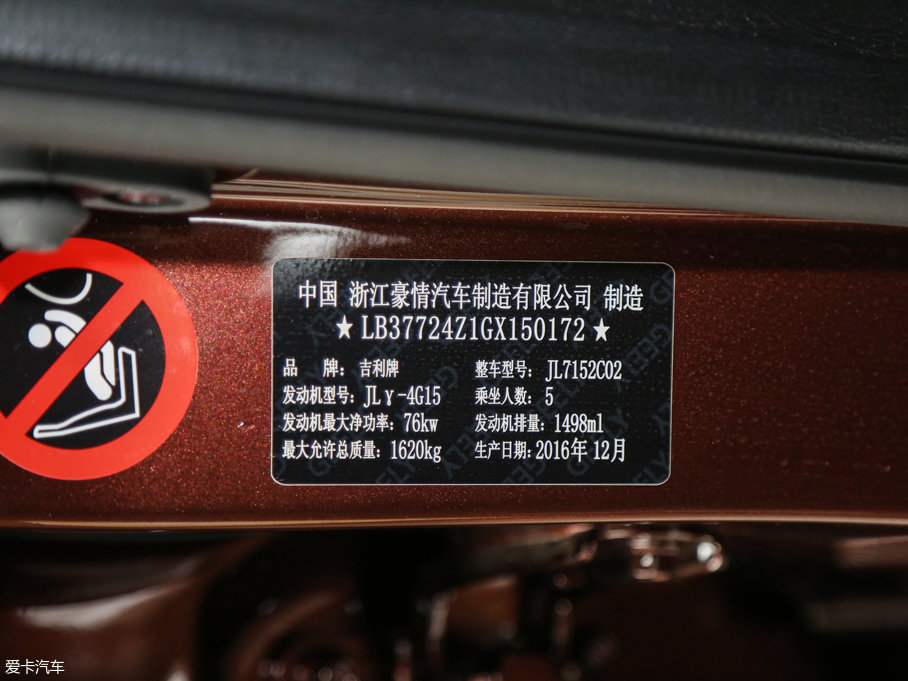 中国 浙江豪情汽车制造有限公司 制造
★ LB37724Z1GX150172 ★
品 牌：吉利牌 整车型号：JL7152C02
发动机型号：JLγ-4G15 乘坐人数：5
发动机最大净功率：76kw 发动机排量：1498ml
最大允许总质量：1620kg 生产日期：2016年12月
爱卡汽车